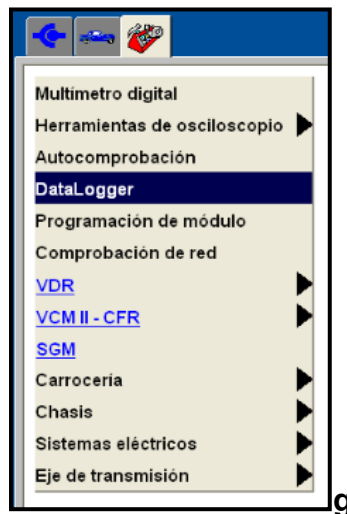 Multímetro digital
Herramientas de osciloscopio
Autocomprobación
DataLogger
Programación de módulo
Comprobación de red
VDR
VCM II - CFR
SGM
Carrocería
Chasis
Sistemas eléctricos
Eje de transmisión
g